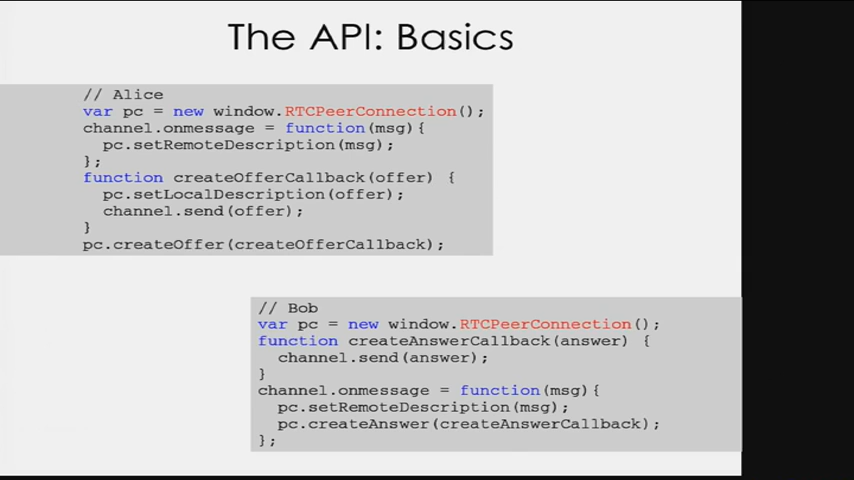 The API: Basics
// Alice
var pc = new window.RTCPeerConnection();
channel.onmessage = function(msg){
  pc.setRemoteDescription(msg);
};
function createOfferCallback(offer) {
  pc.setLocalDescription(offer);
  channel.send(offer);
}
pc.createOffer(createOfferCallback);
// Bob
var pc = new window.RTCPeerConnection();
function createAnswerCallback(answer) {
  channel.send(answer);
}
channel.onmessage = function(msg){
  pc.setRemoteDescription(msg);
  pc.createAnswer(createAnswerCallback);
};